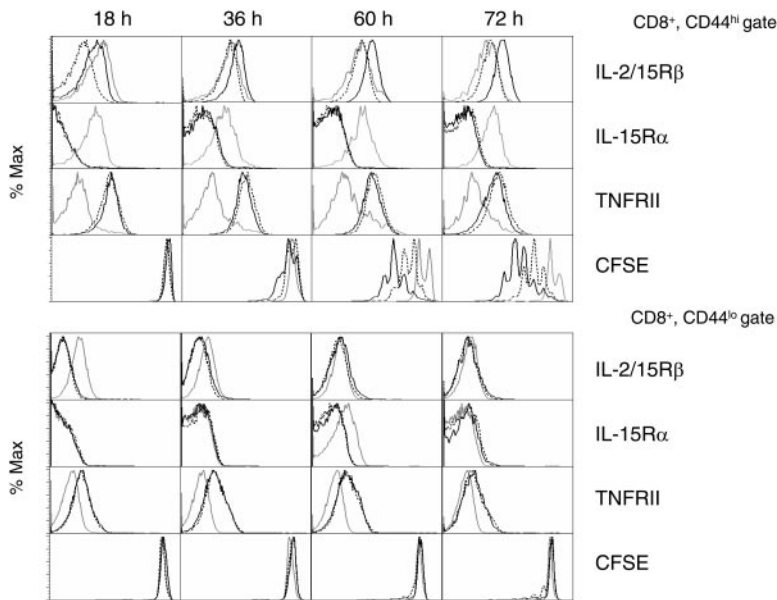 18 h 36 h 60 h 72 h CD8⁺, CD44ʰⁱ gate
IL-2/15Rβ
IL-15Rα
TNFRII
CFSE
% Max
CD8⁺, CD44ˡᵒ gate
IL-2/15Rβ
IL-15Rα
TNFRII
CFSE
% Max